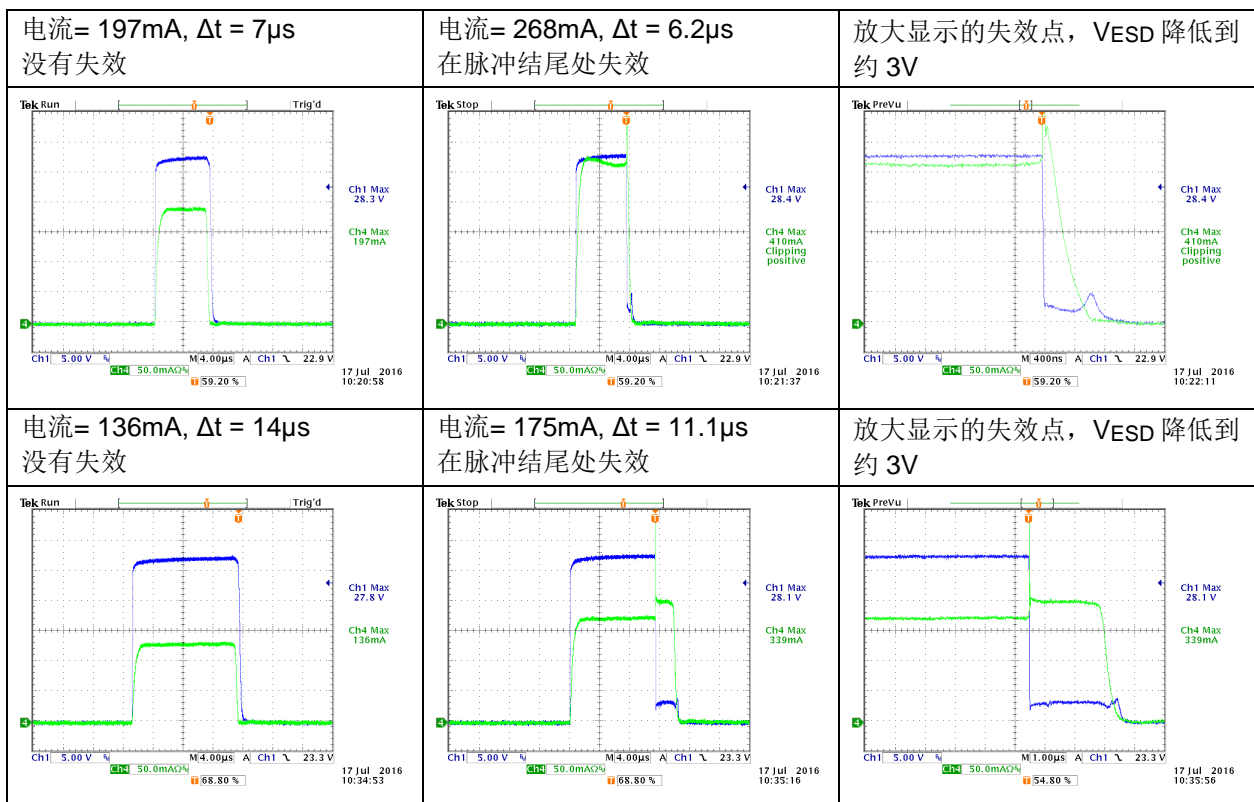 电流= 197mA, Δt = 7µs
没有失效
电流= 268mA, Δt = 6.2µs
在脉冲结尾处失效
放大显示的失效点，VESD 降低到
约 3V
Tek Run
Trig'd
Ch1 Max
28.3 V
Ch4 Max
197mA
Ch1 5.00 V
M 4.00µs A Ch1 22.9 V
Ch4 50.0mAΩ
59.20 %
17 Jul 2016
10:20:58
Tek Stop
Ch1 Max
28.4 V
Ch4 Max
410mA
Clipping
positive
Ch1 5.00 V
M 4.00µs A Ch1 22.9 V
Ch4 50.0mAΩ
59.20 %
17 Jul 2016
10:21:37
Tek PreVu
Ch1 Max
28.4 V
Ch4 Max
410mA
Clipping
positive
Ch1 5.00 V
M 400ns A Ch1 22.9 V
Ch4 50.0mAΩ
59.20 %
17 Jul 2016
10:22:11
电流= 136mA, Δt = 14µs
没有失效
电流= 175mA, Δt = 11.1µs
在脉冲结尾处失效
放大显示的失效点，VESD 降低到
约 3V
Tek Run
Trig'd
Ch1 Max
27.8 V
Ch4 Max
136mA
Ch1 5.00 V
M 4.00µs A Ch1 23.3 V
Ch4 50.0mAΩ
68.80 %
17 Jul 2016
10:34:53
Tek Stop
Ch1 Max
28.1 V
Ch4 Max
339mA
Ch1 5.00 V
M 4.00µs A Ch1 23.3 V
Ch4 50.0mAΩ
68.80 %
17 Jul 2016
10:35:16
Tek PreVu
Ch1 Max
28.1 V
Ch4 Max
339mA
Ch1 5.00 V
M 1.00µs A Ch1 23.3 V
Ch4 50.0mAΩ
54.80 %
17 Jul 2016
10:35:56